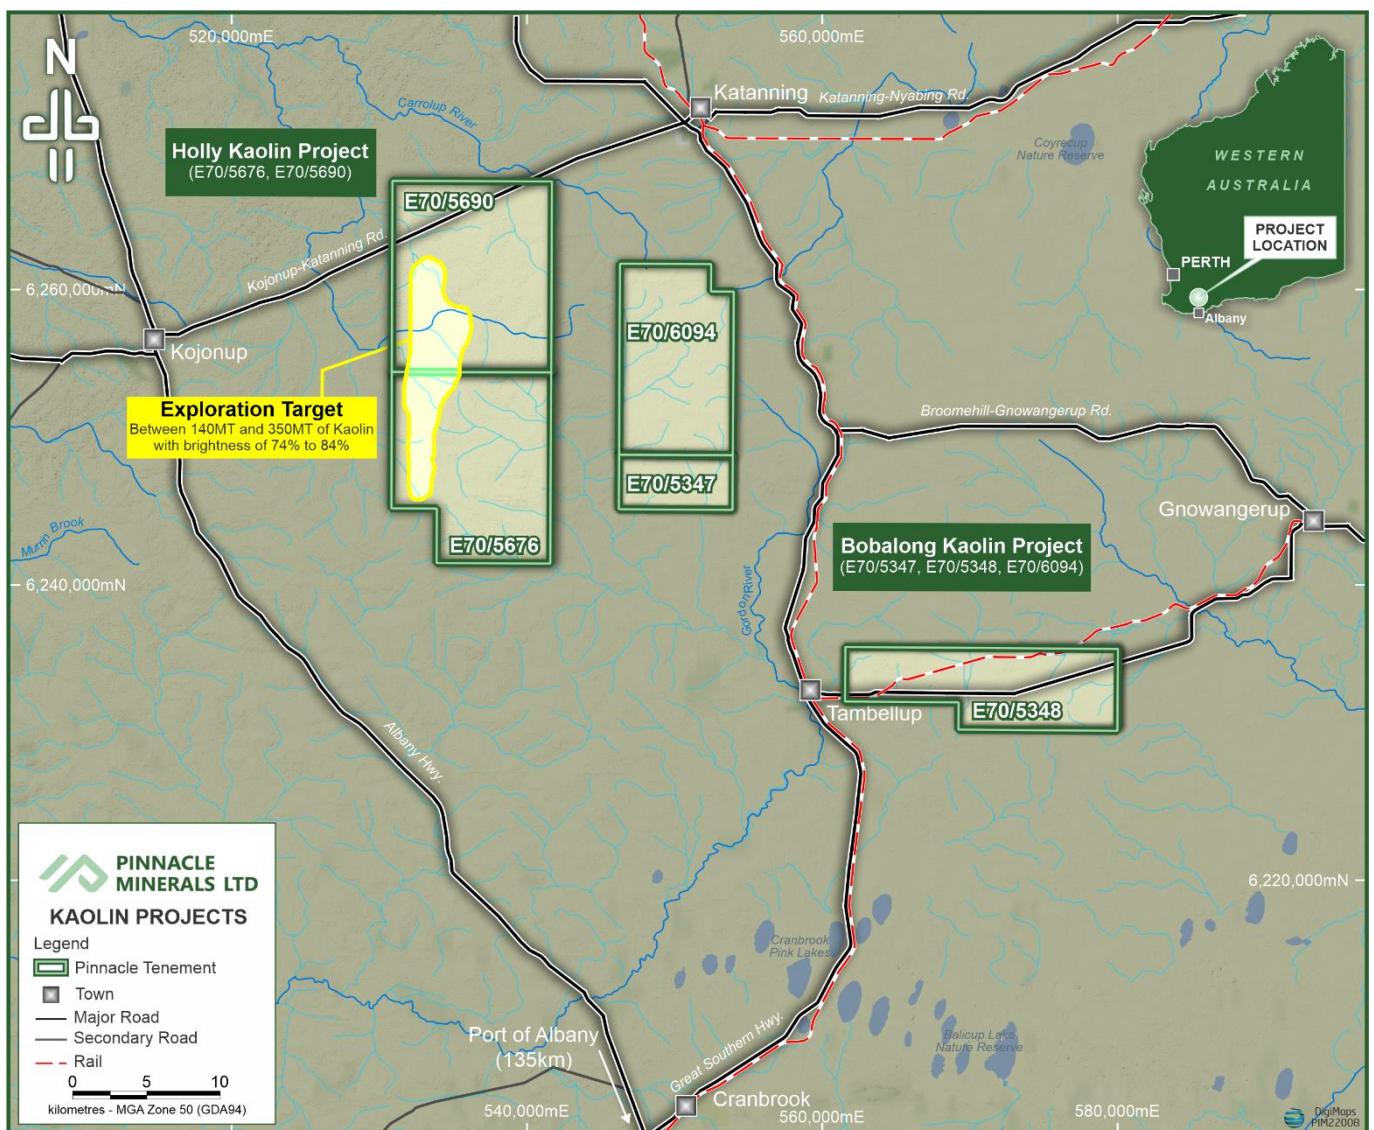 520,000mE
560,000mE
N
Katanning
Katanning-Nyabing Rd.
Carrolup River
Coyrecup
Nature Reserve
Holly Kaolin Project
(E70/5676, E70/5690)
WESTERN
AUSTRALIA
PROJECT
LOCATION
PERTH
Albany
E70/5690
Kojonup-Katanning Rd.
6,260,000mN
Kojonup
E70/6094
Exploration Target
Between 140MT and 350MT of Kaolin
with brightness of 74% to 84%
Broomehill-Gnowangerup Rd.
E70/5347
Gnowangerup
Murrin Brook
E70/5676
Bobalong Kaolin Project
(E70/5347, E70/5348, E70/6094)
6,240,000mN
Gordon River
Tambellup
E70/5348
Albany Hwy.
PINNACLE
MINERALS LTD
KAOLIN PROJECTS
Legend
Pinnacle Tenement
Town
Major Road
Secondary Road
Rail
0 5 10
kilometres - MGA Zone 50 (GDA94)
6,220,000mN
Cranbrook
Pink Lakes
Balicup Lake
Nature Reserve
Port of Albany
(135km)
Great Southern Hwy.
Cranbrook
540,000mE
560,000mE
580,000mE
DigiMaps
PIM22008